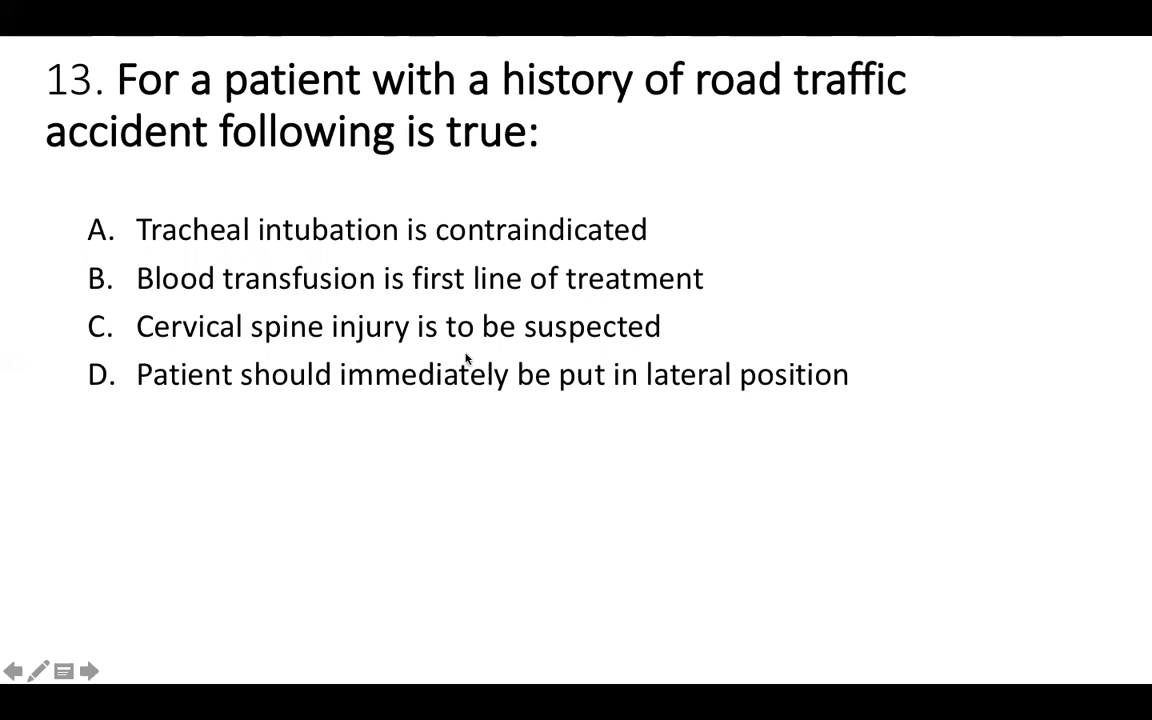 13. For a patient with a history of road traffic
accident following is true:
A. Tracheal intubation is contraindicated
B. Blood transfusion is first line of treatment
C. Cervical spine injury is to be suspected
D. Patient should immediately be put in lateral position